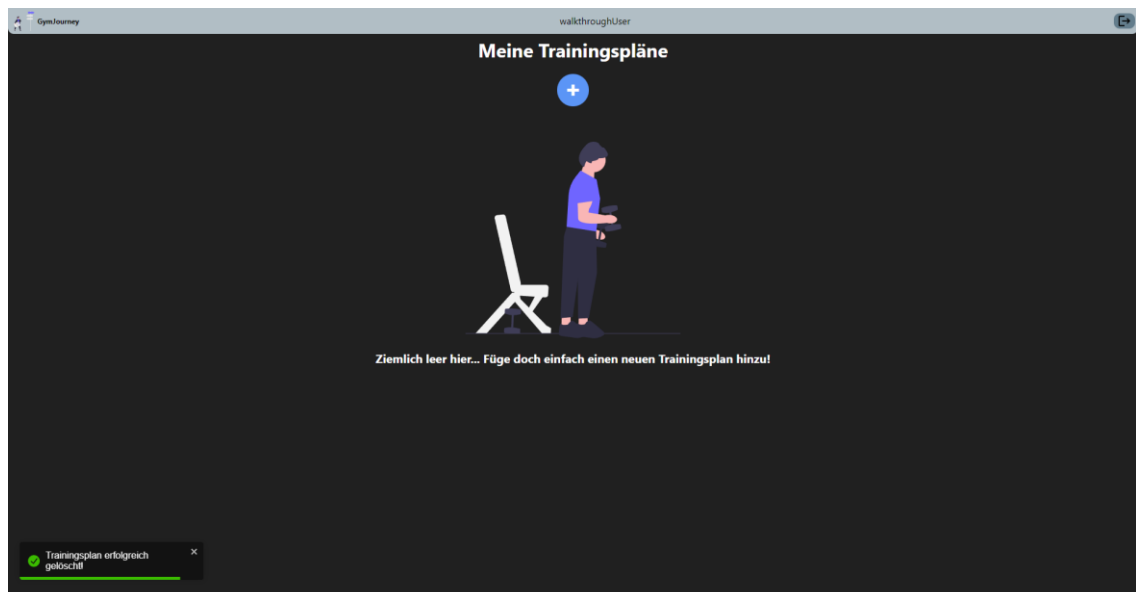 GymJourney
walkthroughUser
Meine Trainingspläne
Ziemlich leer hier... Füge doch einfach einen neuen Trainingsplan hinzu!
Trainingsplan erfolgreich
gelöscht!